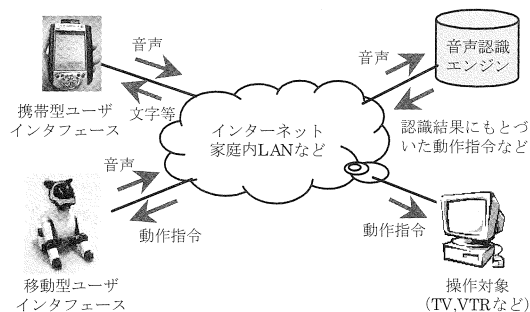 音声
文字等
携帯型ユーザ
インタフェース
音声
音声認識
エンジン
認識結果にもとづ
いた動作指令など
インターネット
家庭内LANなど
音声
動作指令
移動型ユーザ
インタフェース
動作指令
操作対象
(TV,VTRなど)